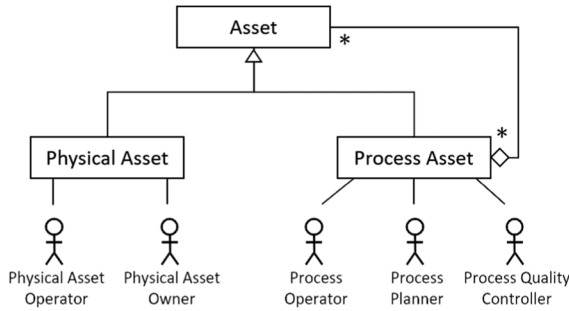 Asset
*
*
Physical Asset
Process Asset
Physical Asset
Operator
Physical Asset
Owner
Process
Operator
Process
Planner
Process Quality
Controller